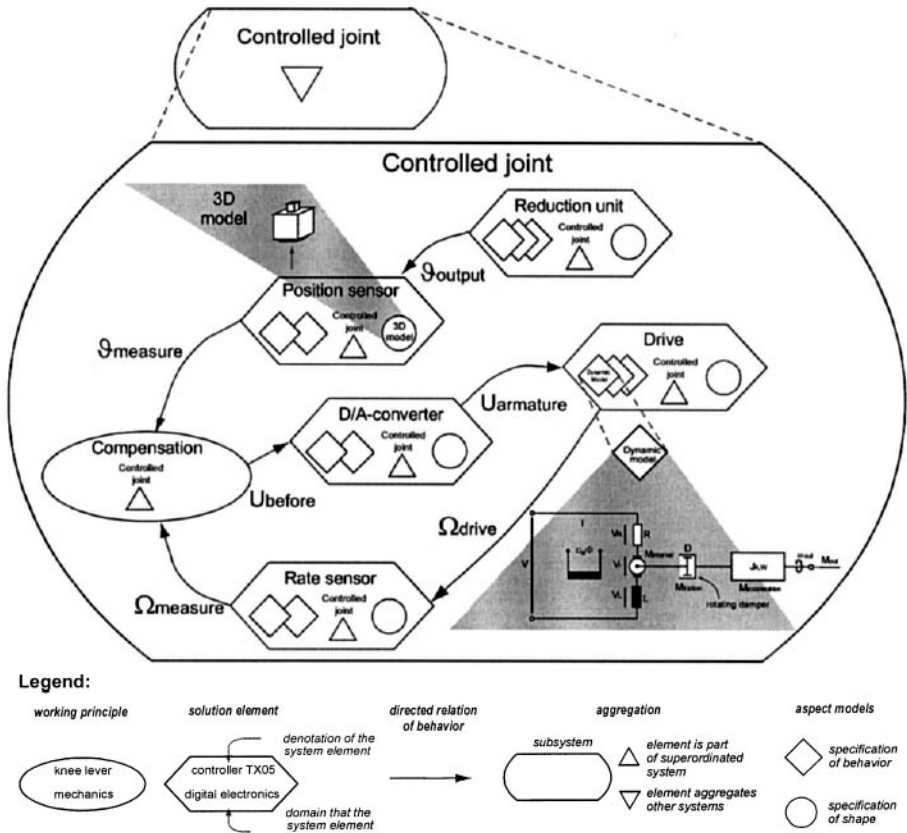 Controlled joint
Controlled joint
3D
model
Reduction unit
Controlled
joint
ϑoutput
Position sensor
Controlled
joint
3D
model
ϑmeasure
Drive
Dynamic
Model
Controlled
joint
Uarmature
D/A-converter
Controlled
joint
Compensation
Controlled
joint
Ubefore
Dynamic
model
Ωdrive
Rate sensor
Controlled
joint
Ωmeasure
I
R
D
V
L
rotating damper
Legend:
working principle
solution element
directed relation
of behavior
aggregation
aspect models
denotation of the
system element
subsystem
element is part
of superordinated
system
specification
of behavior
knee lever
mechanics
controller TX05
digital electronics
element aggregates
other systems
specification
of shape
domain that the
system element